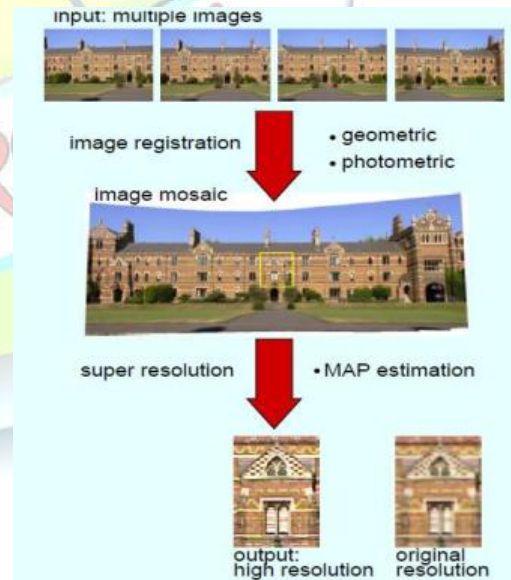 input: multiple images
image registration
• geometric
• photometric
image mosaic
super resolution
• MAP estimation
output:
high resolution
original
resolution